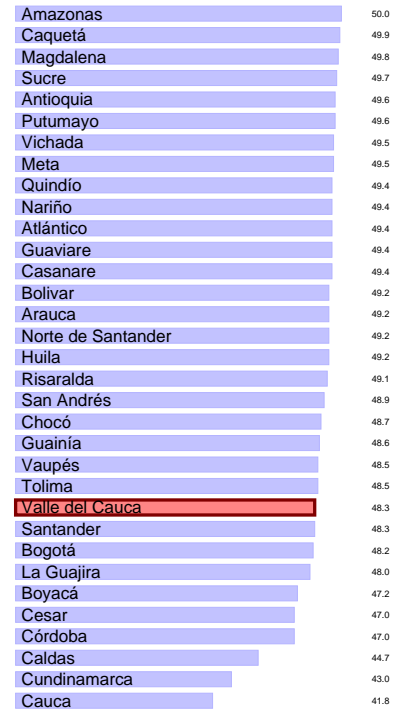 Amazonas 50.0
Caquetá 49.9
Magdalena 49.8
Sucre 49.7
Antioquia 49.6
Putumayo 49.6
Vichada 49.5
Meta 49.5
Quindío 49.4
Nariño 49.4
Atlántico 49.4
Guaviare 49.4
Casanare 49.4
Bolivar 49.2
Arauca 49.2
Norte de Santander 49.2
Huila 49.2
Risaralda 49.1
San Andrés 48.9
Chocó 48.7
Guainía 48.6
Vaupés 48.5
Tolima 48.5
Valle del Cauca 48.3
Santander 48.3
Bogotá 48.2
La Guajira 48.0
Boyacá 47.2
Cesar 47.0
Córdoba 47.0
Caldas 44.7
Cundinamarca 43.0
Cauca 41.8